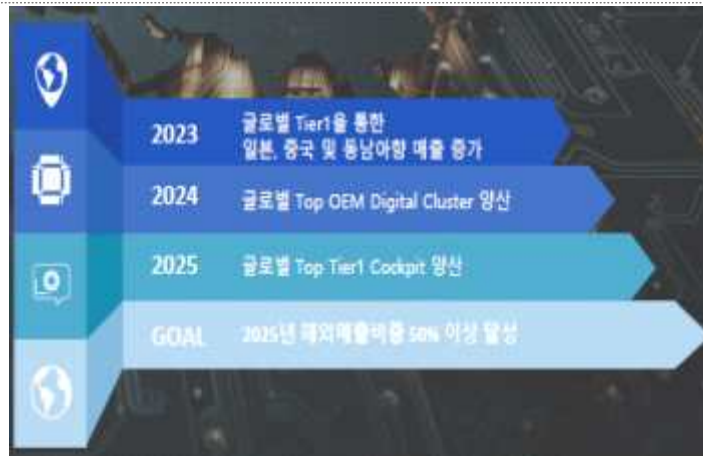 2023
글로벌 Tier1을 통한
일본, 중국 및 동남아향 매출 증가
2024
글로벌 Top OEM Digital Cluster 양산
2025
글로벌 Top Tier1 Cockpit 양산
GOAL
2025년 해외매출비중 50% 이상 달성